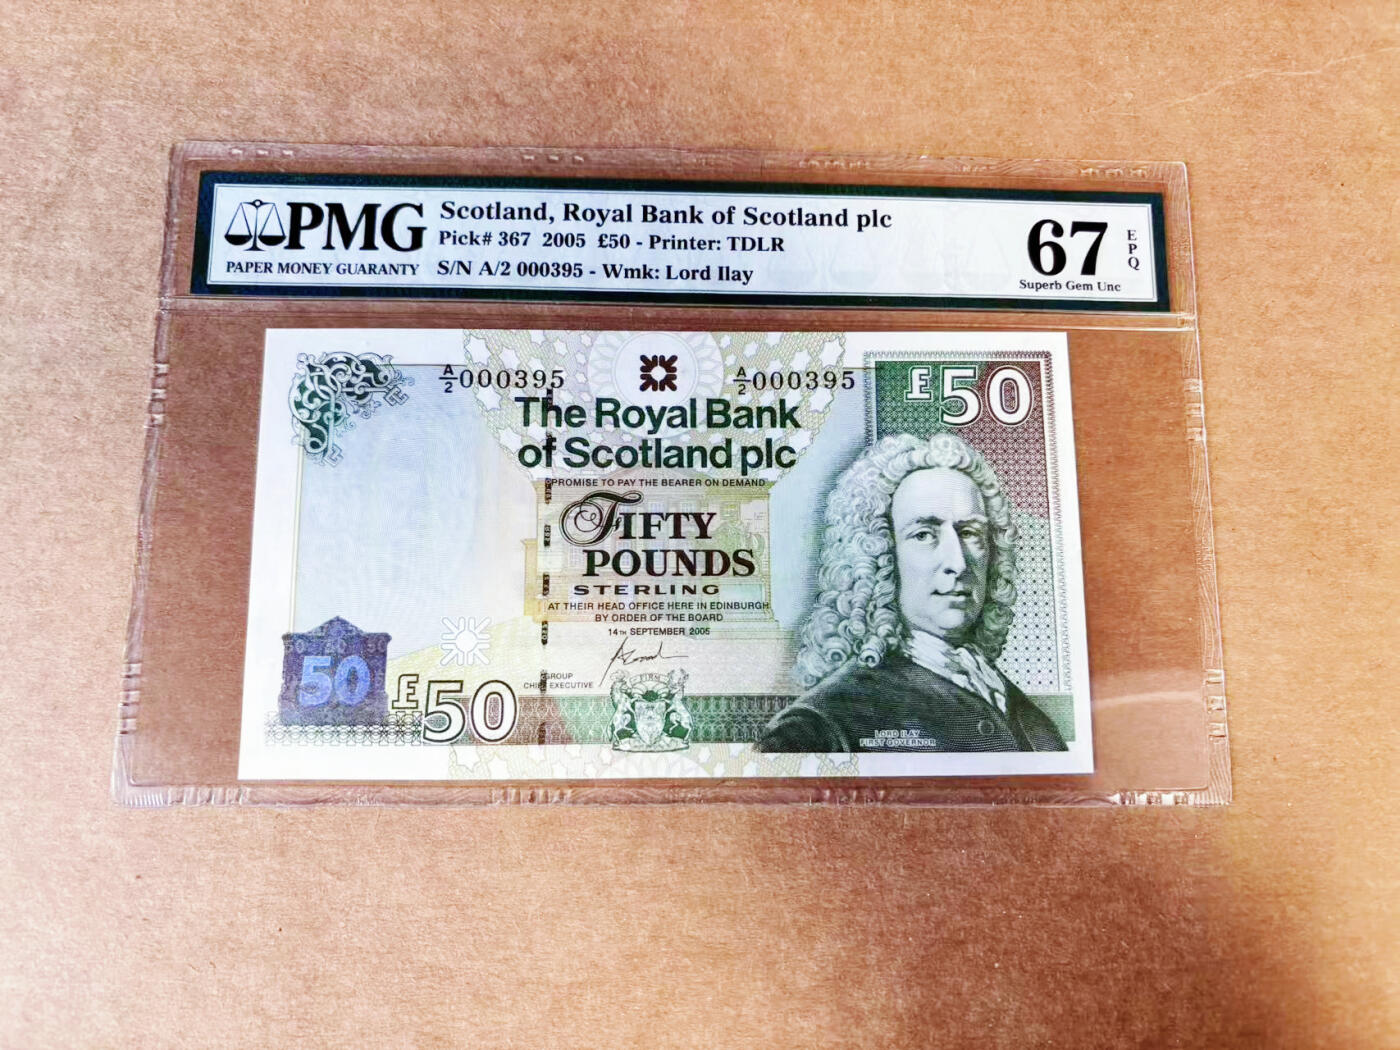 PMG
PAPER MONEY GUARANTY
Scotland, Royal Bank of Scotland plc
Pick# 367 2005 £50 - Printer: TDLR
S/N A/2 000395 - Wmk: Lord Ilay
67
EPQ
Superb Gem Unc
A/2 000395
A/2 000395
£50
The Royal Bank
of Scotland plc
PROMISE TO PAY THE BEARER ON DEMAND
FIFTY
POUNDS
STERLING
AT THEIR HEAD OFFICE HERE IN EDINBURGH
BY ORDER OF THE BOARD
14TH SEPTEMBER 2005
GROUP
CHIEF EXECUTIVE
50
£50
FIRM
LORD ILAY
FIRST GOVERNOR